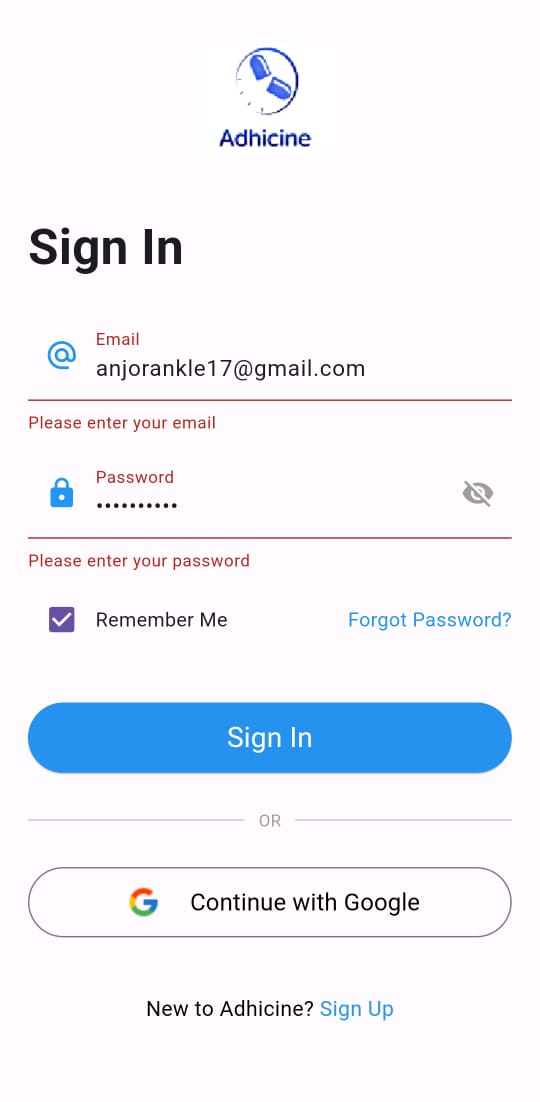 Adhicine
Sign In
Email
anjorankle17@gmail.com
Please enter your email
Password
••••••••••
Please enter your password
Remember Me
Forgot Password?
Sign In
OR
Continue with Google
New to Adhicine? Sign Up